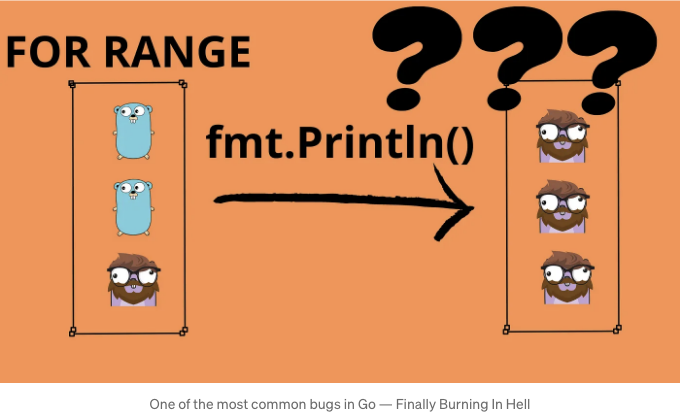 FOR RANGE
???
fmt.Println()
One of the most common bugs in Go — Finally Burning In Hell